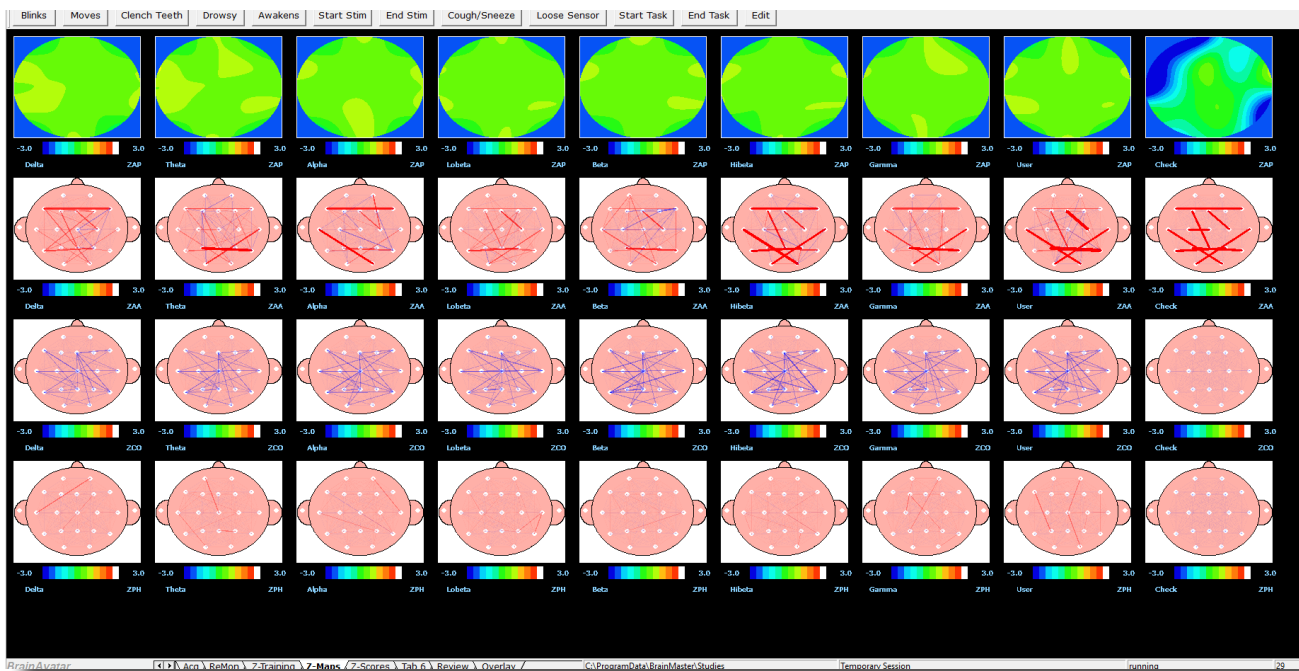 Blinks Moves Clench Teeth Drowsy Awakens Start Stim End Stim Cough/Sneeze Loose Sensor Start Task End Task Edit
-3.0 3.0 -3.0 3.0 -3.0 3.0 -3.0 3.0 -3.0 3.0 -3.0 3.0 -3.0 3.0 -3.0 3.0 -3.0 3.0
Delta ZAP Theta ZAP Alpha ZAP Lobeta ZAP Beta ZAP Hibeta ZAP Gamma ZAP User ZAP Check ZAP
-3.0 3.0 -3.0 3.0 -3.0 3.0 -3.0 3.0 -3.0 3.0 -3.0 3.0 -3.0 3.0 -3.0 3.0 -3.0 3.0
Delta ZAA Theta ZAA Alpha ZAA Lobeta ZAA Beta ZAA Hibeta ZAA Gamma ZAA User ZAA Check ZAA
-3.0 3.0 -3.0 3.0 -3.0 3.0 -3.0 3.0 -3.0 3.0 -3.0 3.0 -3.0 3.0 -3.0 3.0 -3.0 3.0
Delta ZCO Theta ZCO Alpha ZCO Lobeta ZCO Beta ZCO Hibeta ZCO Gamma ZCO User ZCO Check ZCO
-3.0 3.0 -3.0 3.0 -3.0 3.0 -3.0 3.0 -3.0 3.0 -3.0 3.0 -3.0 3.0 -3.0 3.0 -3.0 3.0
Delta ZPH Theta ZPH Alpha ZPH Lobeta ZPH Beta ZPH Hibeta ZPH Gamma ZPH User ZPH Check ZPH
BrainAvatar Acq ReMon Z-Training Z-Maps Z-Scores Tab 6 Review Overlay C:\ProgramData\BrainMaster\Studies Temporary Session running 29